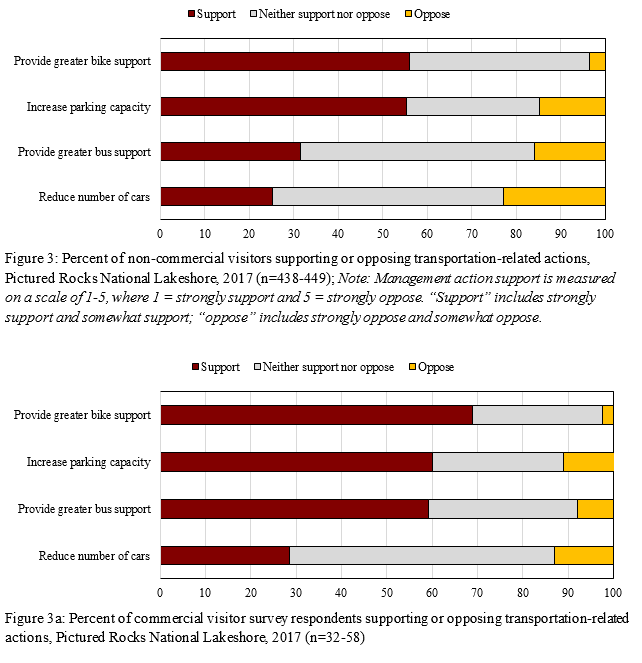 Support Neither support nor oppose Oppose
Provide greater bike support
Increase parking capacity
Provide greater bus support
Reduce number of cars
0 10 20 30 40 50 60 70 80 90 100
Figure 3: Percent of non-commercial visitors supporting or opposing transportation-related actions,
Pictured Rocks National Lakeshore, 2017 (n=438-449); Note: Management action support is measured
on a scale of 1-5, where 1 = strongly support and 5 = strongly oppose. “Support” includes strongly
support and somewhat support; “oppose” includes strongly oppose and somewhat oppose.
Support Neither support nor oppose Oppose
Provide greater bike support
Increase parking capacity
Provide greater bus support
Reduce number of cars
0 10 20 30 40 50 60 70 80 90 100
Figure 3a: Percent of commercial visitor survey respondents supporting or opposing transportation-related
actions, Pictured Rocks National Lakeshore, 2017 (n=32-58)